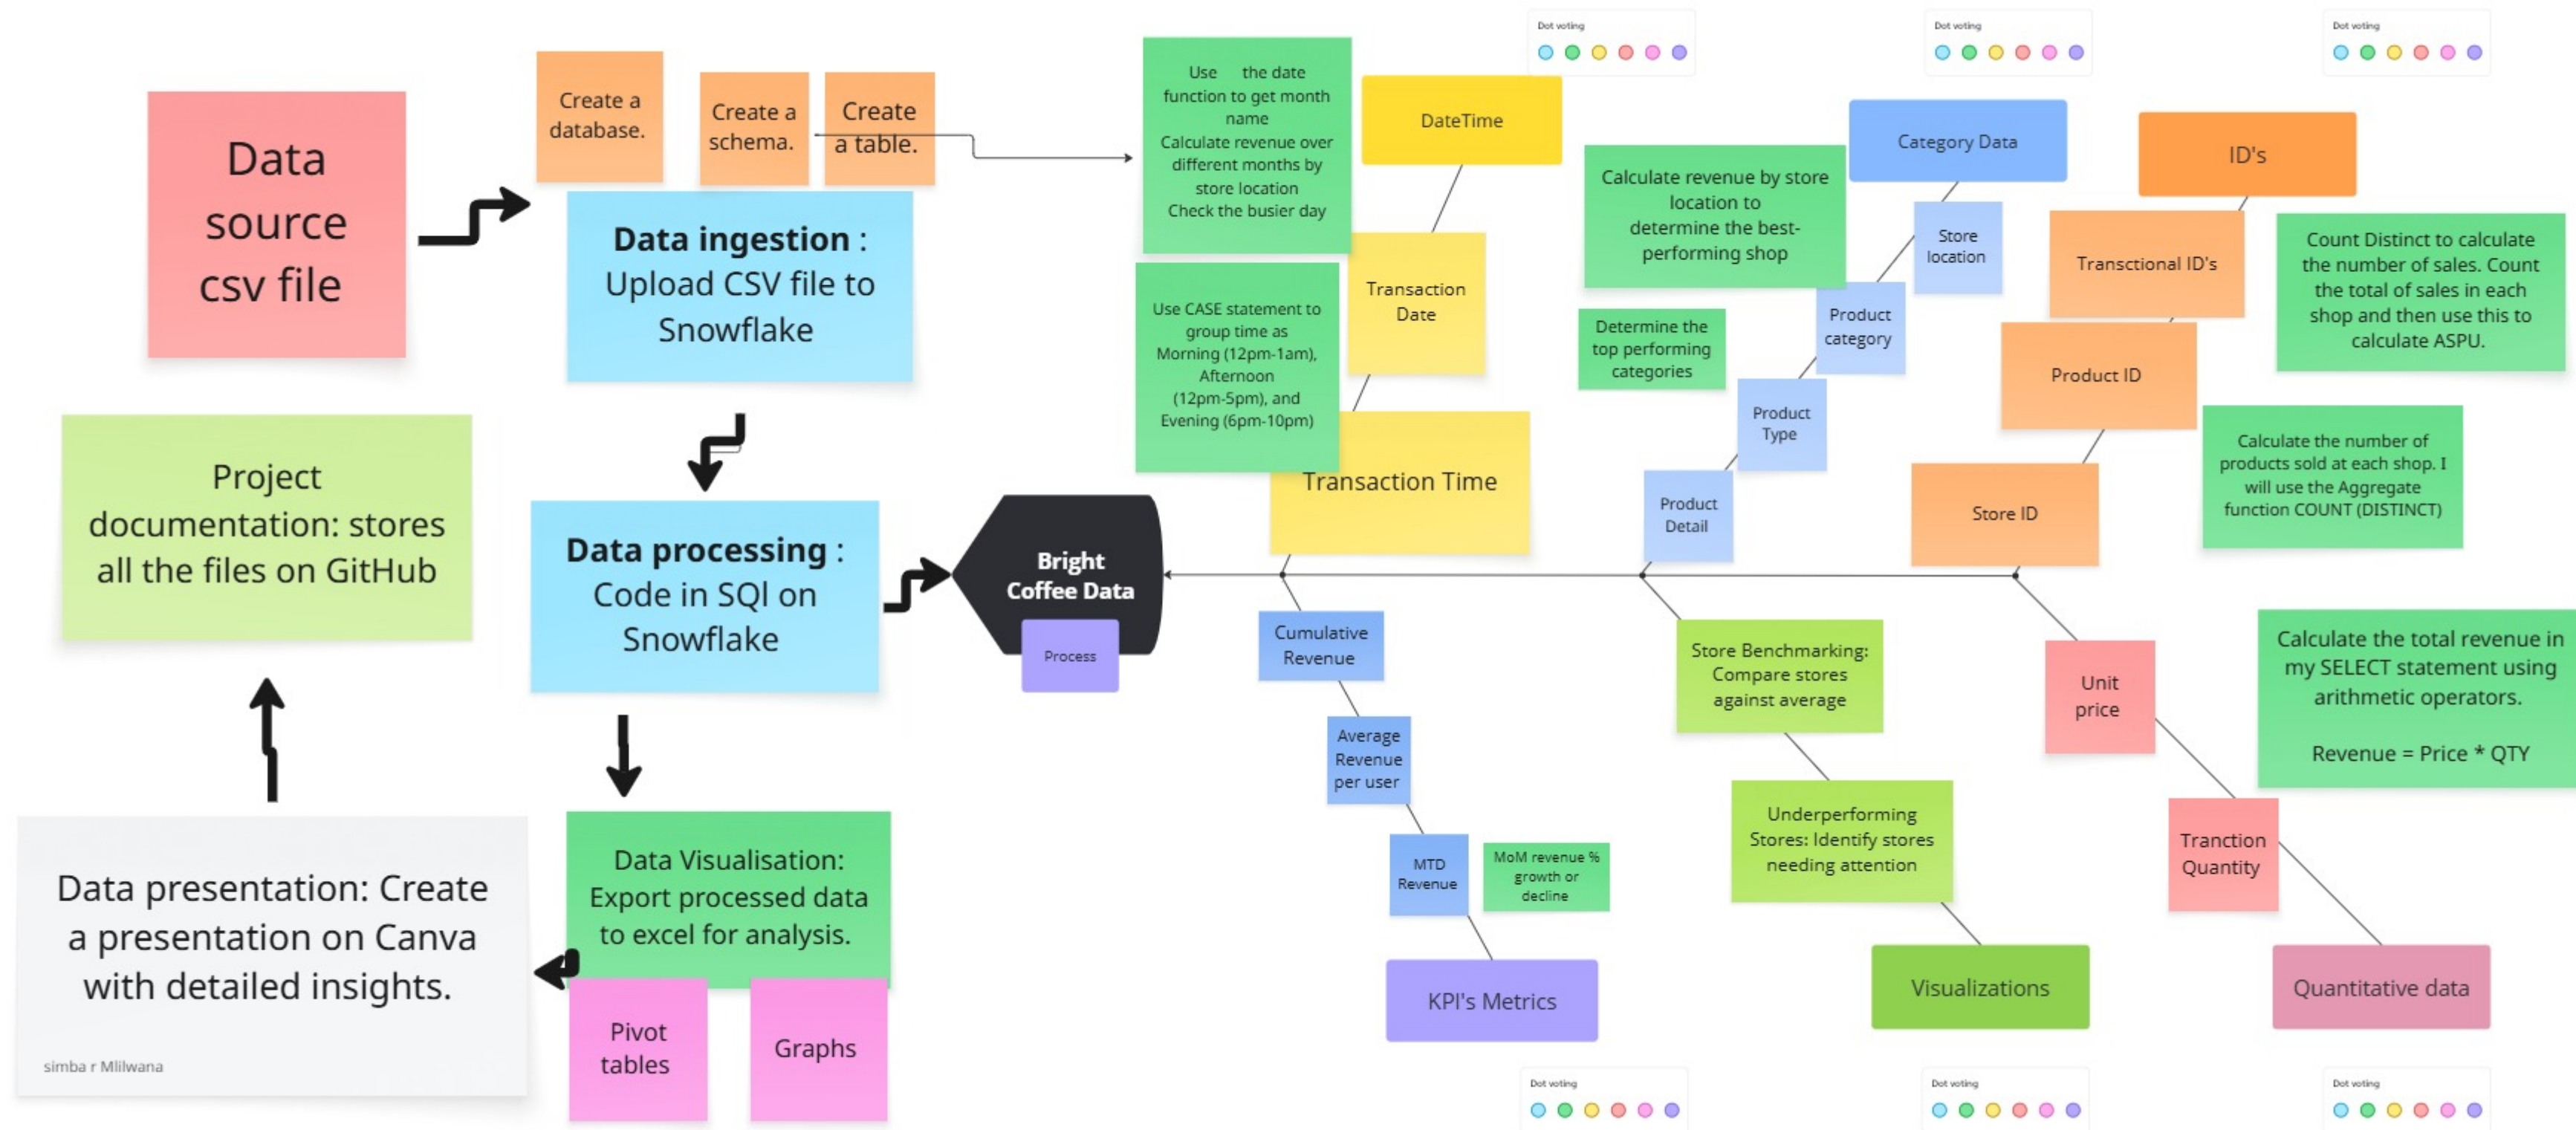 Data
source
csv file
Create a
database.
Create a
schema.
Create
a table.
Data ingestion :
Upload CSV file to
Snowflake
Project
documentation: stores
all the files on GitHub
Data processing :
Code in SQl on
Snowflake
Data presentation: Create
a presentation on Canva
with detailed insights.
simba r Mlilwana
Data Visualisation:
Export processed data
to excel for analysis.
Pivot
tables
Graphs
Bright
Coffee Data
Process
Use the date
function to get month
name
Calculate revenue over
different months by
store location
Check the busier day
Use CASE statement to
group time as
Morning (12pm-1am),
Afternoon
(12pm-5pm), and
Evening (6pm-10pm)
Dot voting
DateTime
Transaction
Date
Transaction Time
Dot voting
Category Data
Calculate revenue by store
location to
determine the best-
performing shop
Store
location
Determine the
top performing
categories
Product
category
Product
Type
Product
Detail
Dot voting
ID's
Transctional ID's
Product ID
Store ID
Count Distinct to calculate
the number of sales. Count
the total of sales in each
shop and then use this to
calculate ASPU.
Calculate the number of
products sold at each shop. I
will use the Aggregate
function COUNT (DISTINCT)
Cumulative
Revenue
Average
Revenue
per user
MTD
Revenue
MoM revenue %
growth or
decline
KPI's Metrics
Dot voting
Store Benchmarking:
Compare stores
against average
Underperforming
Stores: Identify stores
needing attention
Visualizations
Dot voting
Unit
price
Tranction
Quantity
Calculate the total revenue in
my SELECT statement using
arithmetic operators.
Revenue = Price * QTY
Quantitative data
Dot voting